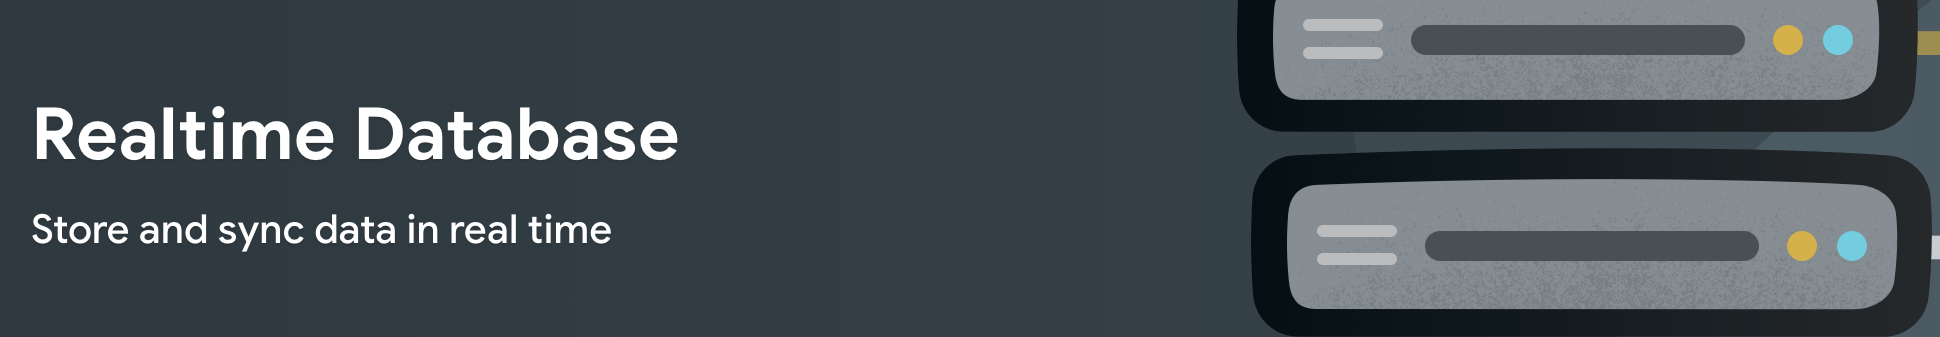 Realtime Database
Store and sync data in real time